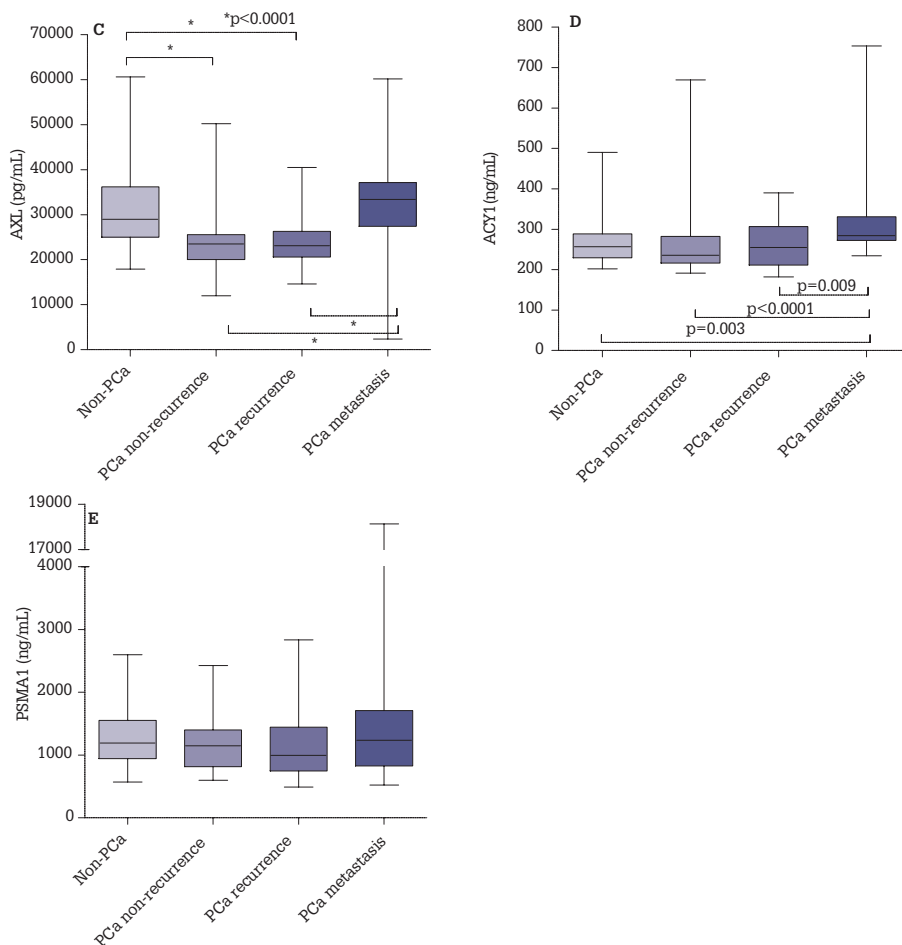 C
*
*p<0.0001
*
70000
60000
50000
40000
30000
20000
10000
0
AXL (pg/mL)
*
*
Non-PCa
PCa non-recurrence
PCa recurrence
PCa metastasis
D
800
700
600
500
400
300
200
100
0
ACY1(ng/mL)
p=0.009
p<0.0001
p=0.003
Non-PCa
PCa non-recurrence
PCa recurrence
PCa metastasis
E
19000
17000
4000
3000
2000
1000
0
PSMA1 (ng/mL)
Non-PCa
PCa non-recurrence
PCa recurrence
PCa metastasis